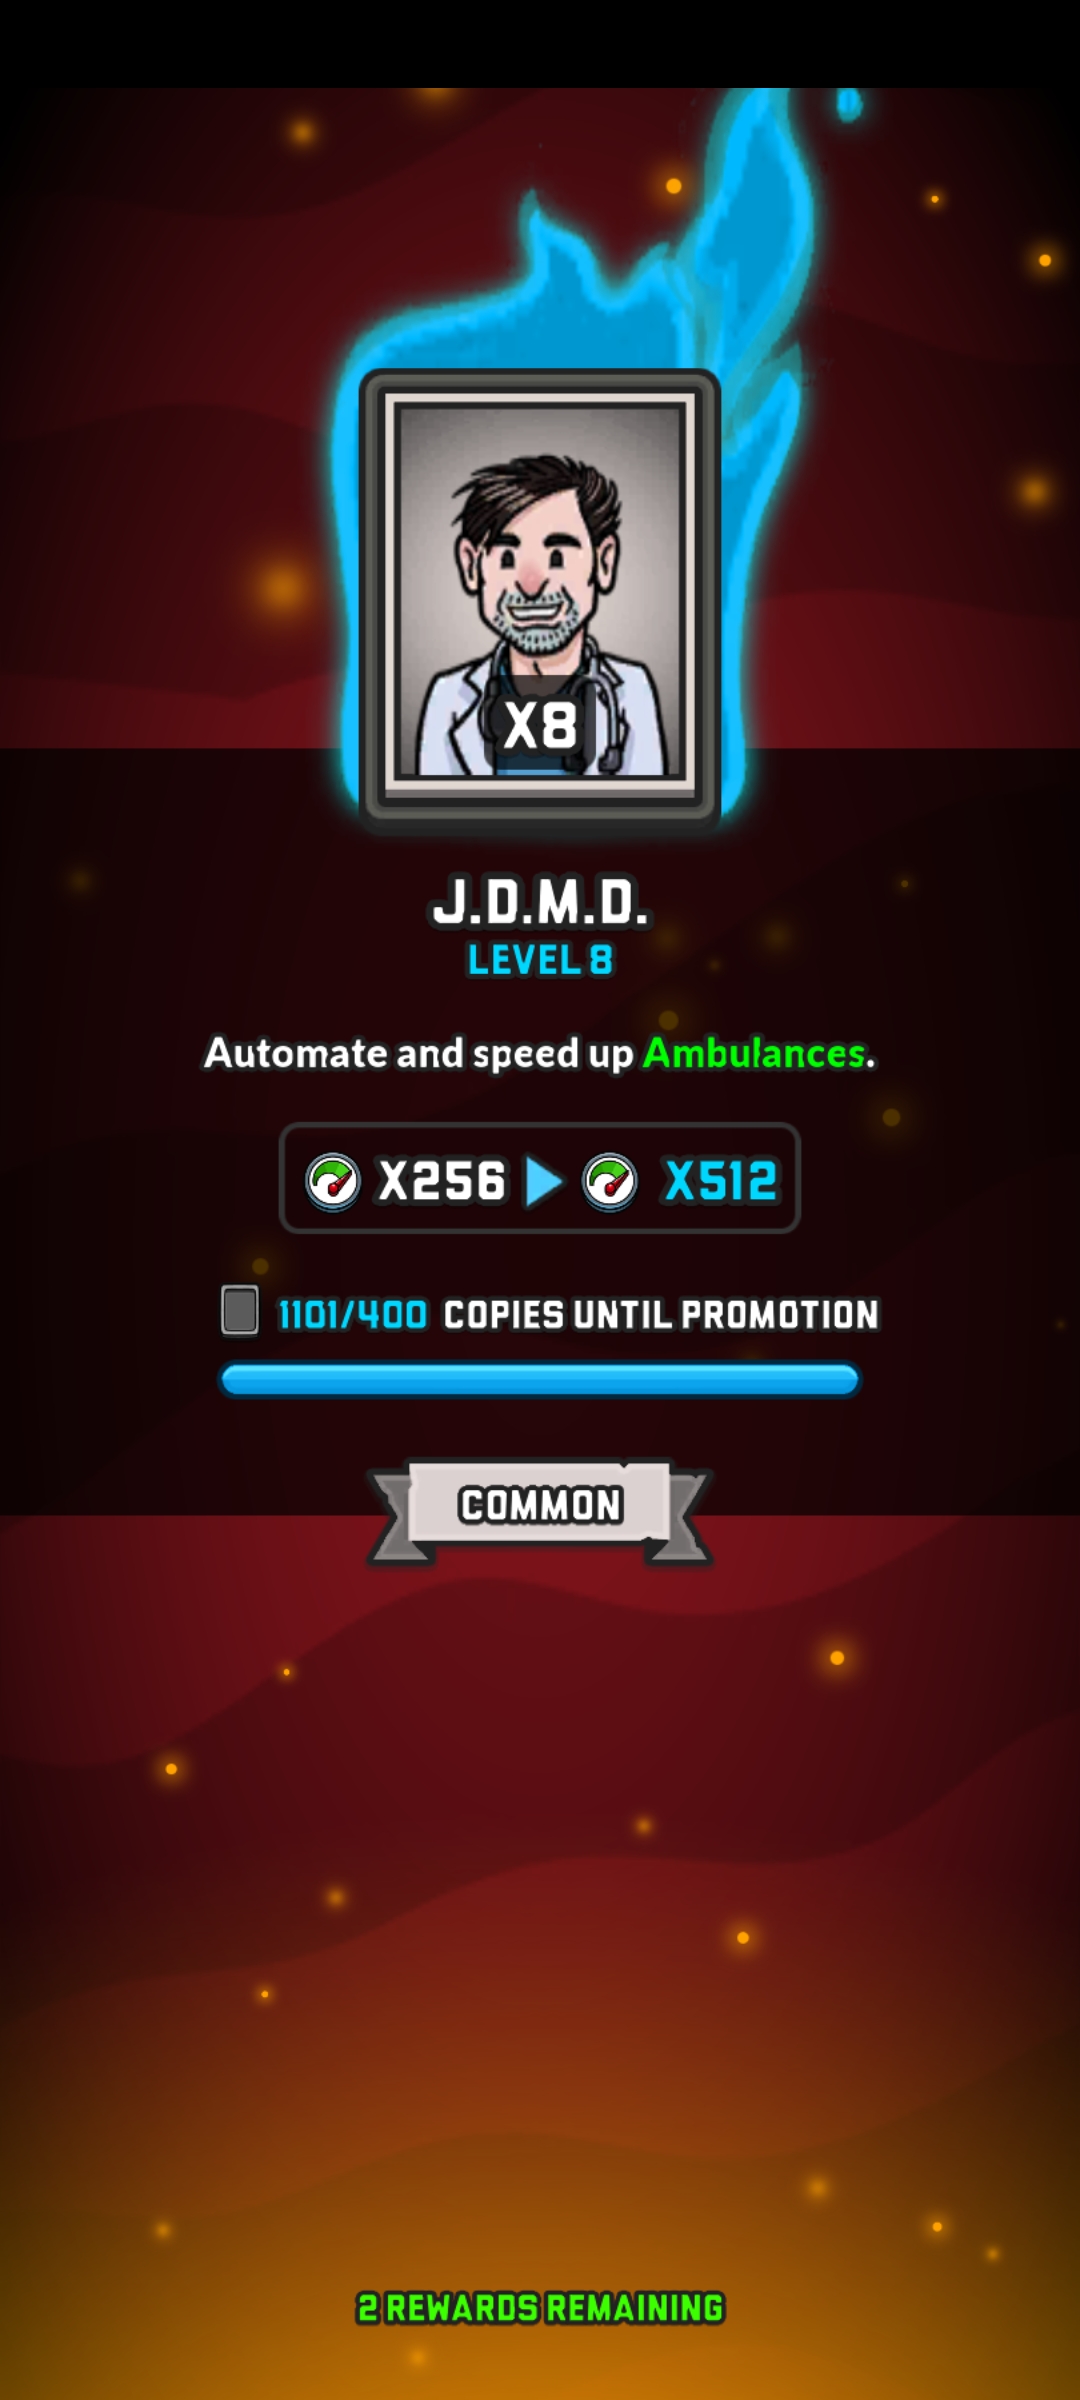 X8
J.D.M.D.
LEVEL 8
Automate and speed up Ambulances.
X256 X512
1101/400 COPIES UNTIL PROMOTION
COMMON
2 REWARDS REMAINING